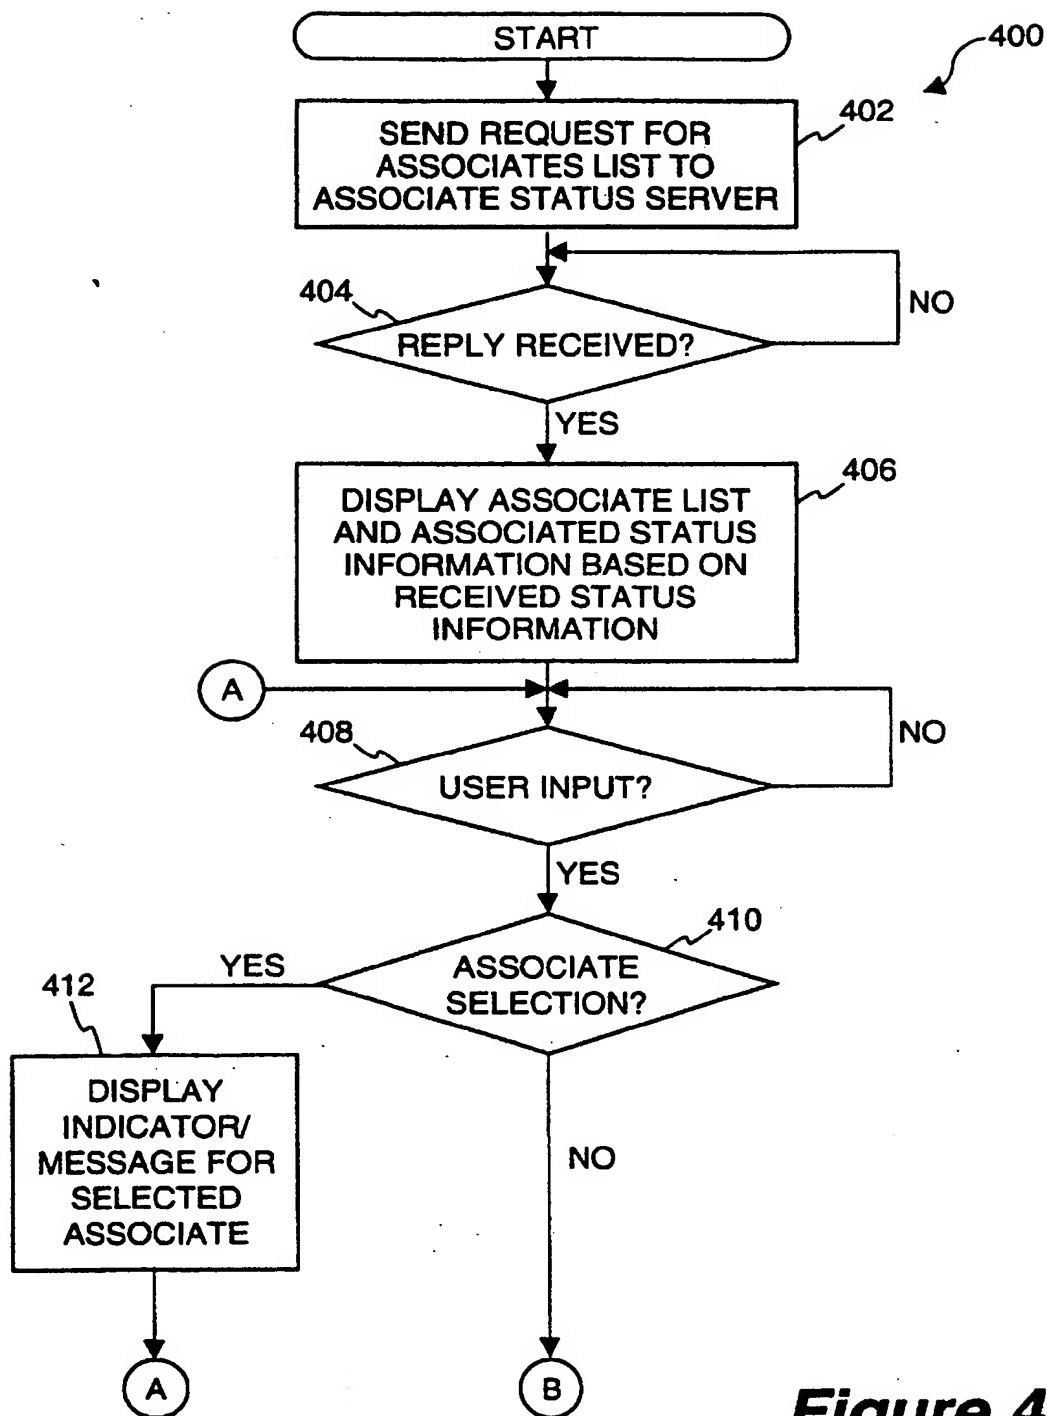 START
400
402
SEND REQUEST FOR
ASSOCIATES LIST TO
ASSOCIATE STATUS SERVER
404
NO
REPLY RECEIVED?
YES
406
DISPLAY ASSOCIATE LIST
AND ASSOCIATED STATUS
INFORMATION BASED ON
RECEIVED STATUS
INFORMATION
A
408
NO
USER INPUT?
YES
410
YES
ASSOCIATE
SELECTION?
412
DISPLAY
INDICATOR/
MESSAGE FOR
SELECTED
ASSOCIATE
NO
A
B
Figure 4